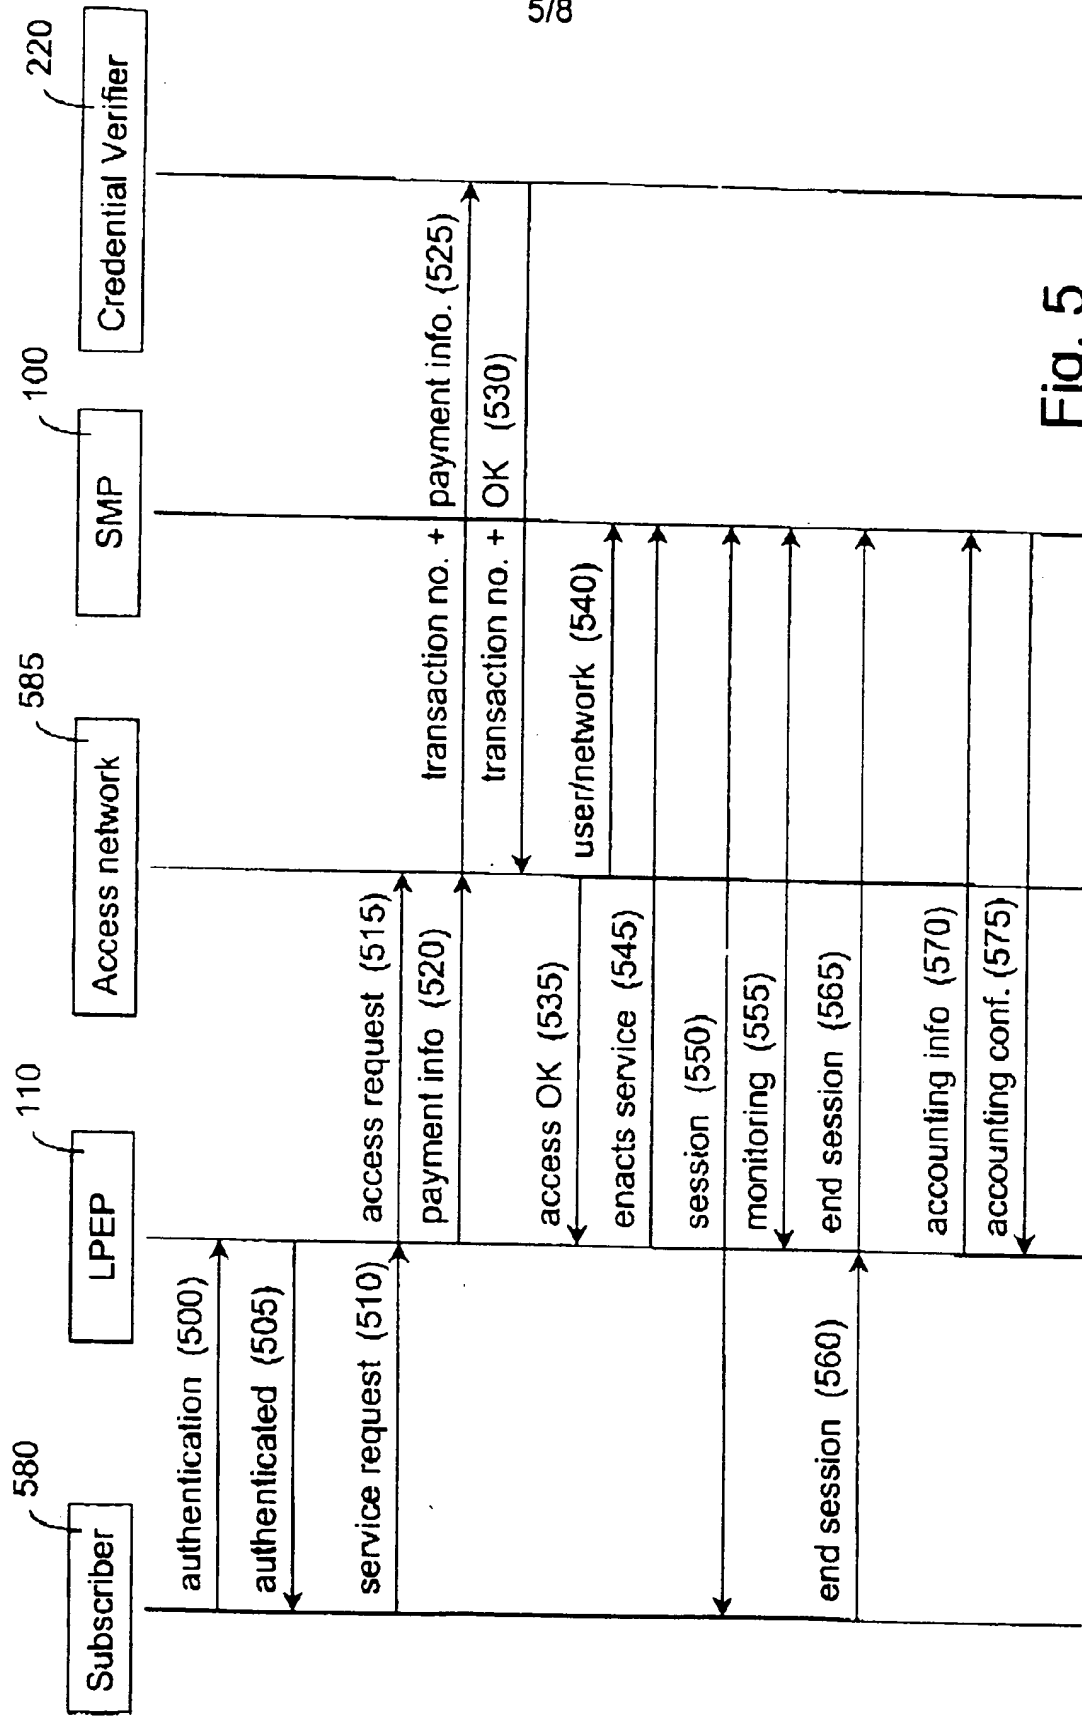 5/8
580
110
585
100
220
Subscriber
LPEP
Access network
SMP
Credential Verifier
authentication (500)
authenticated (505)
service request (510)
access request (515)
payment info (520)
transaction no. + payment info. (525)
transaction no. + OK (530)
access OK (535)
user/network (540)
enacts service (545)
session (550)
monitoring (555)
end session (560)
end session (565)
accounting info (570)
accounting conf. (575)
Fig. 5